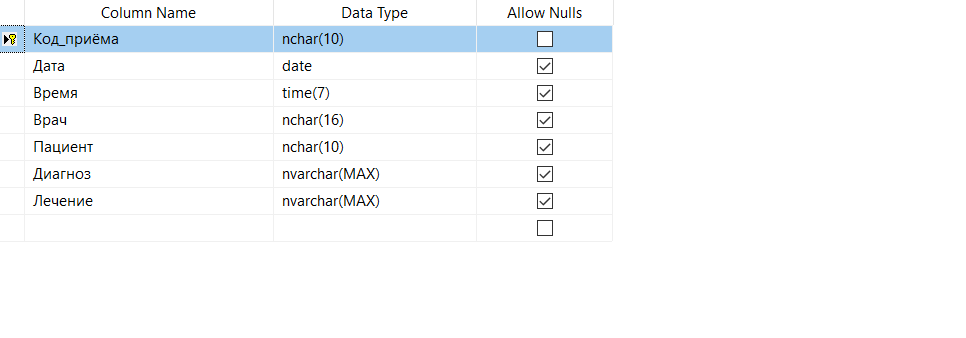 Column Name Data Type Allow Nulls
Код_приёма nchar(10)
Дата date
Время time(7)
Врач nchar(16)
Пациент nchar(10)
Диагноз nvarchar(MAX)
Лечение nvarchar(MAX)